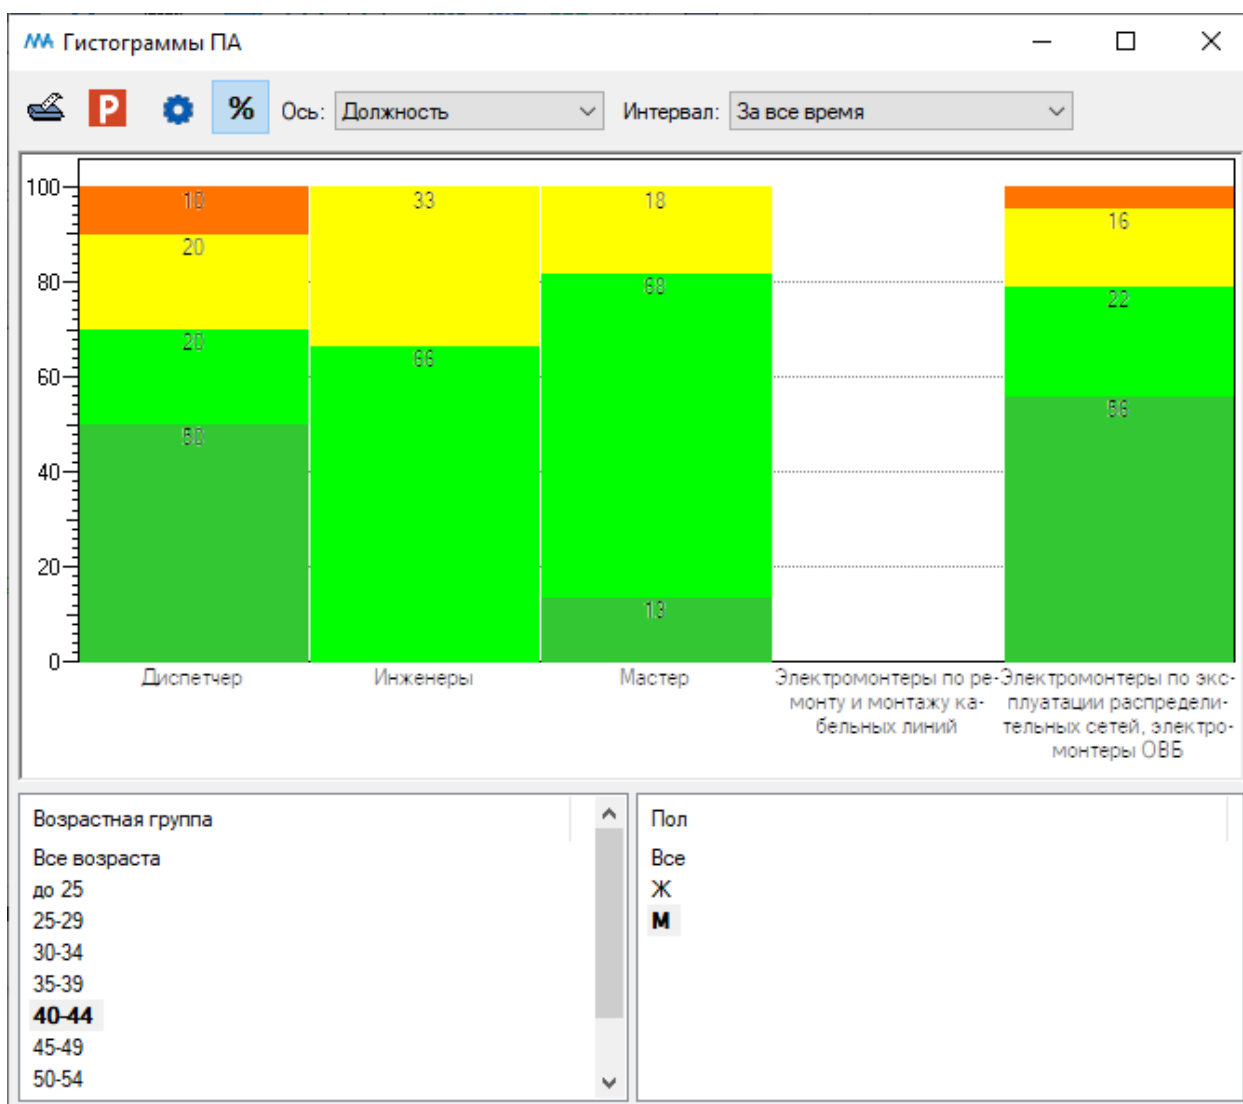 Гистограммы ПА
% Ось: Должность Интервал: За все время
100
80
60
40
20
0
10
20
20
50
33
66
18
68
13
16
22
56
Диспетчер
Инженеры
Мастер
Электромонтеры по ре-
монту и монтажу ка-
бельных линий
Электромонтеры по экс-
плуатации распредели-
тельных сетей, электро-
монтеры ОВБ
Возрастная группа
Все возраста
до 25
25-29
30-34
35-39
40-44
45-49
50-54
Пол
Все
Ж
М